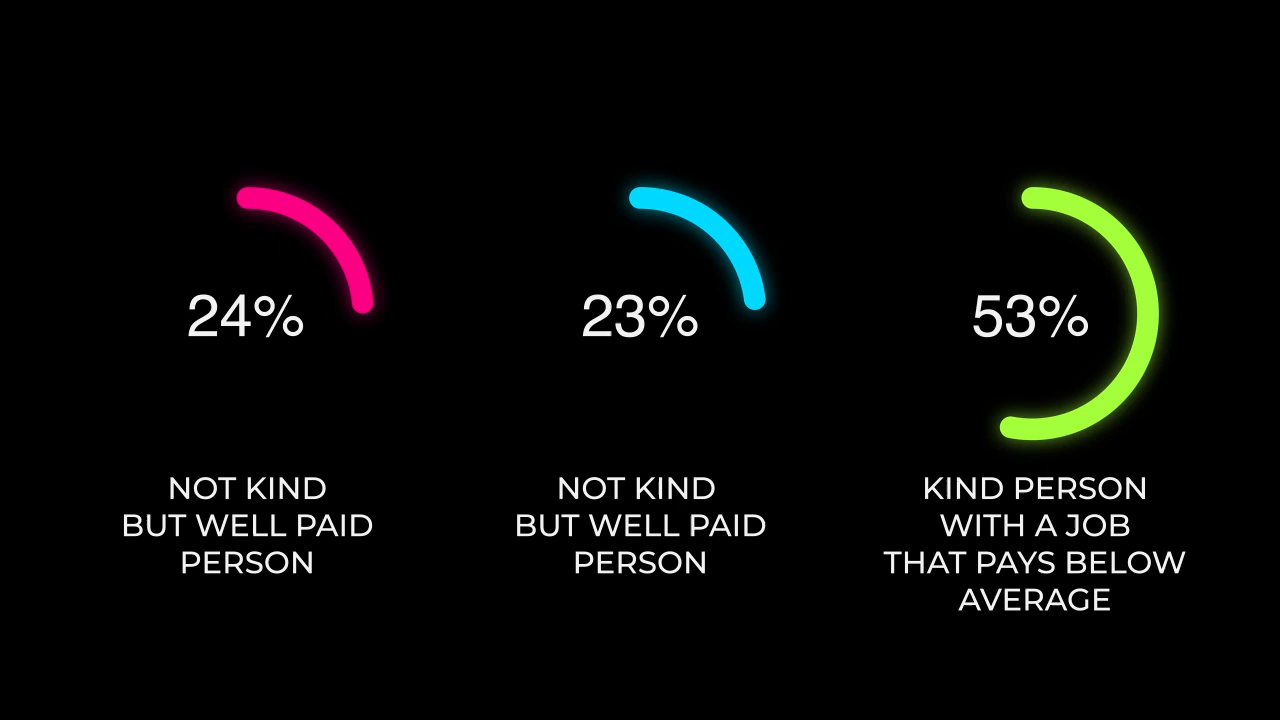 24%
NOT KIND
BUT WELL PAID
PERSON
23%
NOT KIND
BUT WELL PAID
PERSON
53%
KIND PERSON
WITH A JOB
THAT PAYS BELOW
AVERAGE